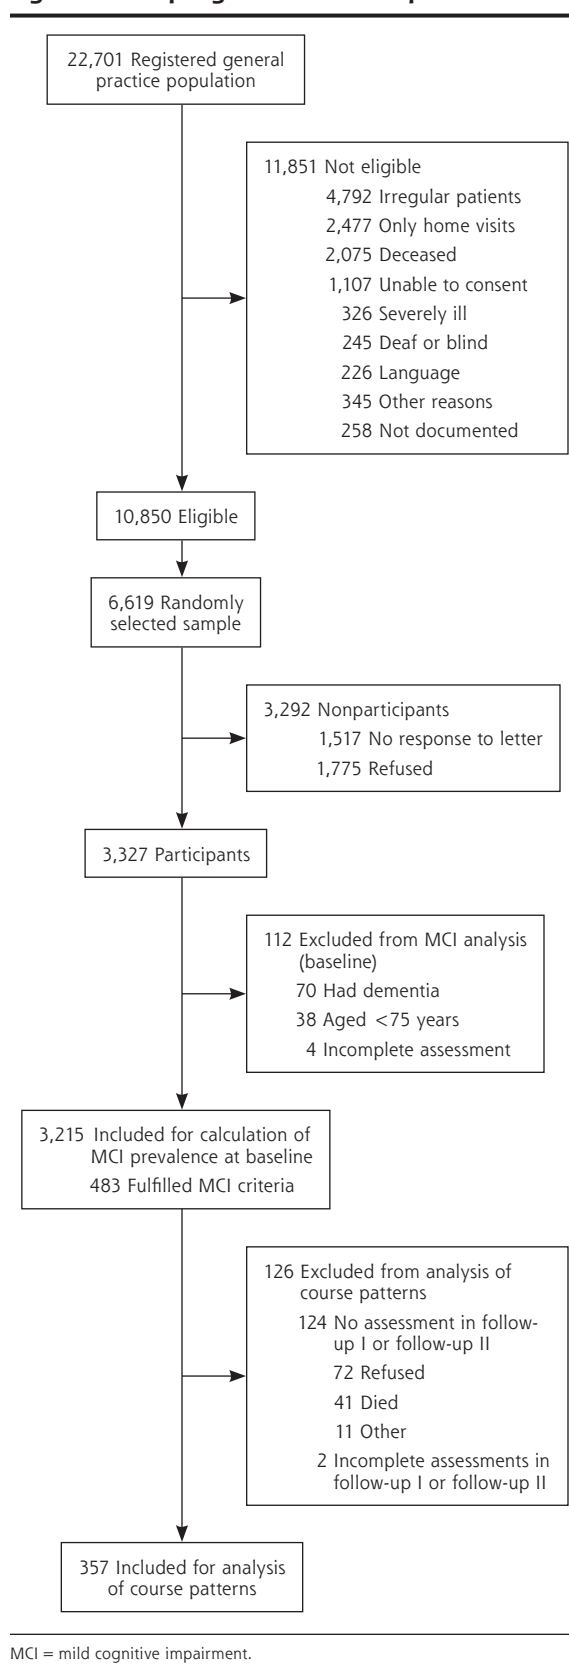 22,701 Registered general
practice population
11,851 Not eligible
4,792 Irregular patients
2,477 Only home visits
2,075 Deceased
1,107 Unable to consent
326 Severely ill
245 Deaf or blind
226 Language
345 Other reasons
258 Not documented
10,850 Eligible
6,619 Randomly
selected sample
3,292 Nonparticipants
1,517 No response to letter
1,775 Refused
3,327 Participants
112 Excluded from MCI analysis
(baseline)
70 Had dementia
38 Aged <75 years
4 Incomplete assessment
3,215 Included for calculation of
MCI prevalence at baseline
483 Fulfilled MCI criteria
126 Excluded from analysis of
course patterns
124 No assessment in follow-
up I or follow-up II
72 Refused
41 Died
11 Other
2 Incomplete assessments in
follow-up I or follow-up II
357 Included for analysis
of course patterns
MCI = mild cognitive impairment.